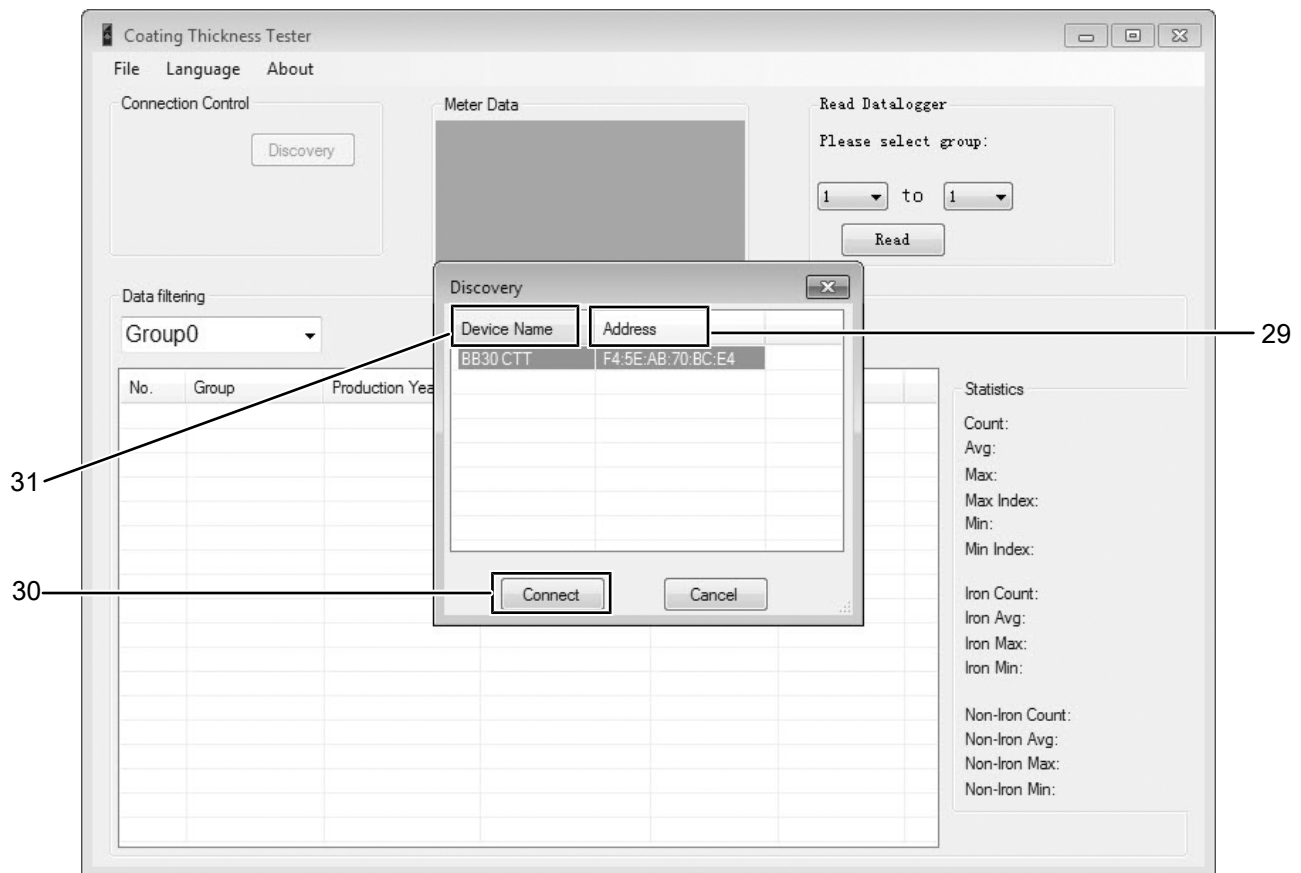 Coating Thickness Tester
File Language About
Connection Control
Discovery
Meter Data
Read Datalogger
Please select group:
1 to 1
Read
Data filtering
Group0
No. Group Production Yea
Discovery
Device Name Address
BB30 CTT F4:5E:AB:70:BC:E4
Connect Cancel
Statistics
Count:
Avg:
Max:
Max Index:
Min:
Min Index:
Iron Count:
Iron Avg:
Iron Max:
Iron Min:
Non-Iron Count:
Non-Iron Avg:
Non-Iron Max:
Non-Iron Min:
29
31
30